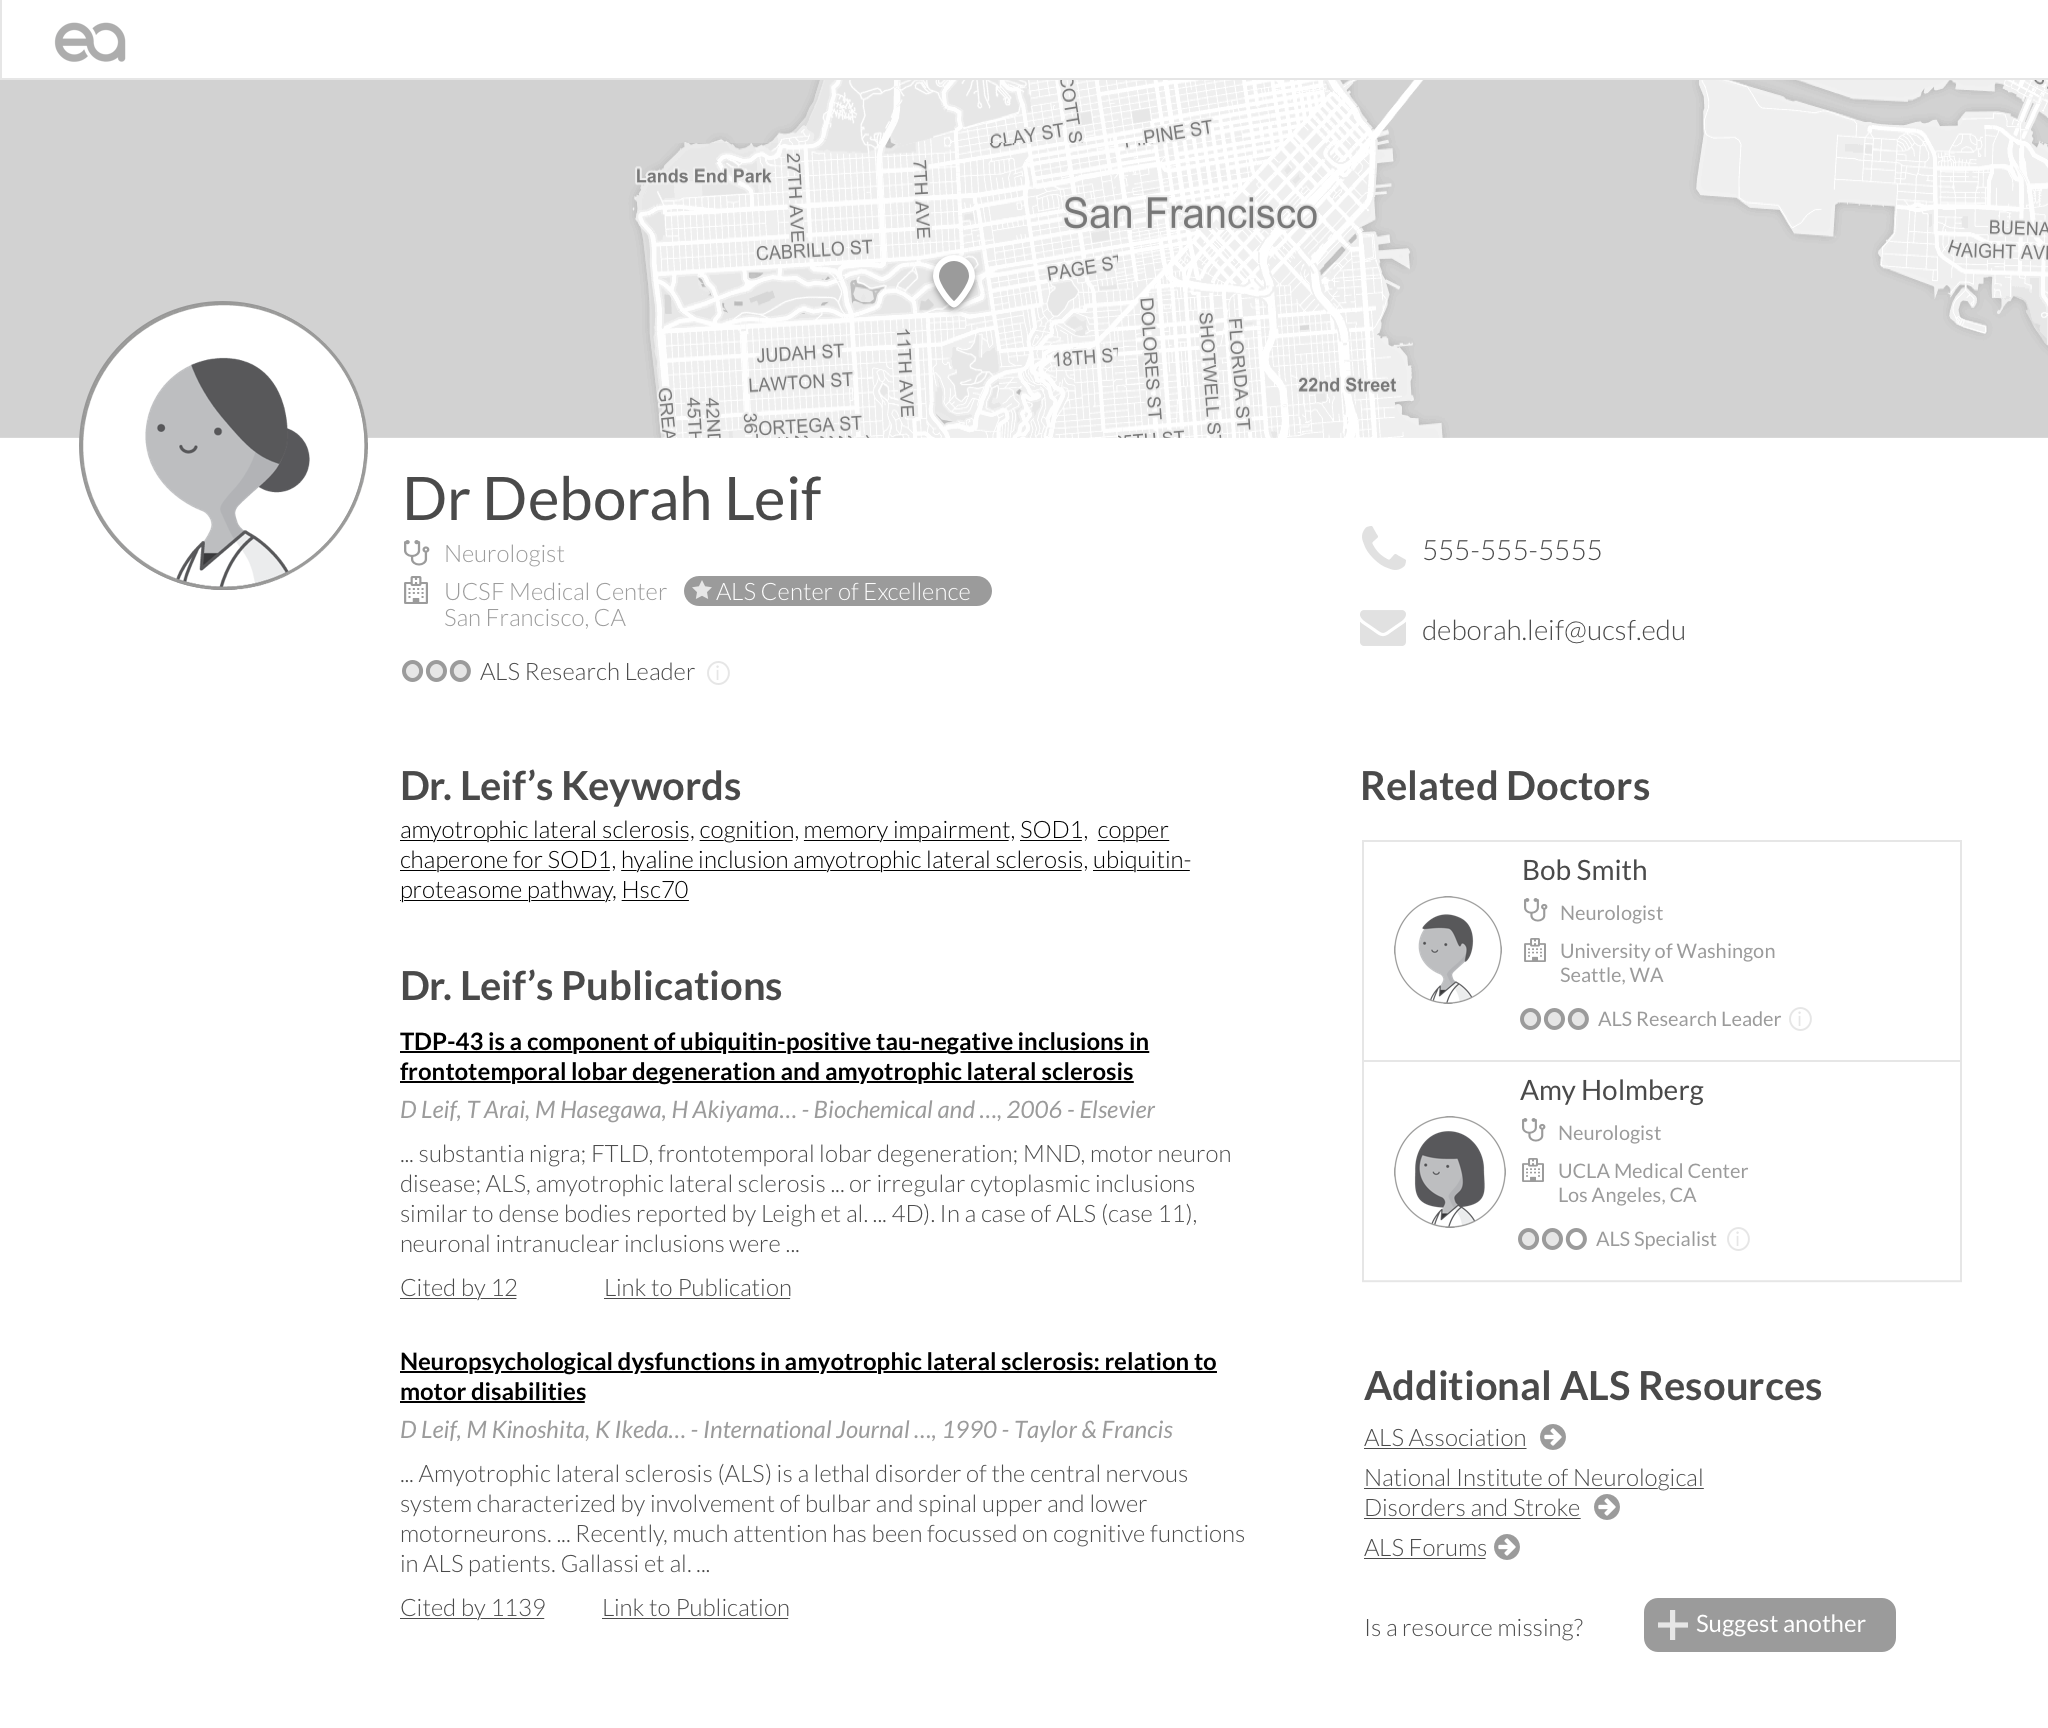 ea
COTT S
CLAY ST
PINE ST
Lands End Park
27TH AVE
7TH AVE
San Francisco
CABRILLO ST
PAGE ST
BUENA
HAIGHT AVE
DOLORES ST
SHOTWELL S
FLORIDA ST
11TH AVE
JUDAH ST
18TH ST
LAWTON ST
22nd Street
GREA
45TH
42ND
36
ORTEGA ST
Dr Deborah Leif
Neurologist
UCSF Medical Center ALS Center of Excellence
San Francisco, CA
ALS Research Leader
555-555-5555
deborah.leif@ucsf.edu
Dr. Leif’s Keywords
amyotrophic lateral sclerosis, cognition, memory impairment, SOD1, copper
chaperone for SOD1, hyaline inclusion amyotrophic lateral sclerosis, ubiquitin-
proteasome pathway, Hsc70
Dr. Leif’s Publications
TDP-43 is a component of ubiquitin-positive tau-negative inclusions in
frontotemporal lobar degeneration and amyotrophic lateral sclerosis
D Leif, T Arai, M Hasegawa, H Akiyama… - Biochemical and …, 2006 - Elsevier
... substantia nigra; FTLD, frontotemporal lobar degeneration; MND, motor neuron
disease; ALS, amyotrophic lateral sclerosis ... or irregular cytoplasmic inclusions
similar to dense bodies reported by Leigh et al. ... 4D). In a case of ALS (case 11),
neuronal intranuclear inclusions were ...
Cited by 12 Link to Publication
Neuropsychological dysfunctions in amyotrophic lateral sclerosis: relation to
motor disabilities
D Leif, M Kinoshita, K Ikeda… - International Journal …, 1990 - Taylor & Francis
... Amyotrophic lateral sclerosis (ALS) is a lethal disorder of the central nervous
system characterized by involvement of bulbar and spinal upper and lower
motorneurons. ... Recently, much attention has been focussed on cognitive functions
in ALS patients. Gallassi et al. ...
Cited by 1139 Link to Publication
Related Doctors
Bob Smith
Neurologist
University of Washingon
Seattle, WA
ALS Research Leader
Amy Holmberg
Neurologist
UCLA Medical Center
Los Angeles, CA
ALS Specialist
Additional ALS Resources
ALS Association
National Institute of Neurological
Disorders and Stroke
ALS Forums
Is a resource missing? Suggest another